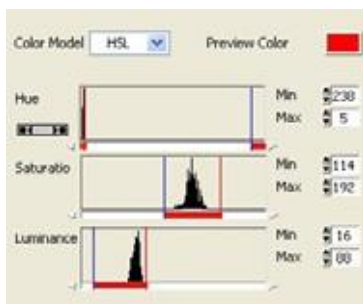 Color Model HSL Preview Color
Hue Min 238
Max 5
Saturatio Min 114
Max 192
Luminance Min 16
Max 88